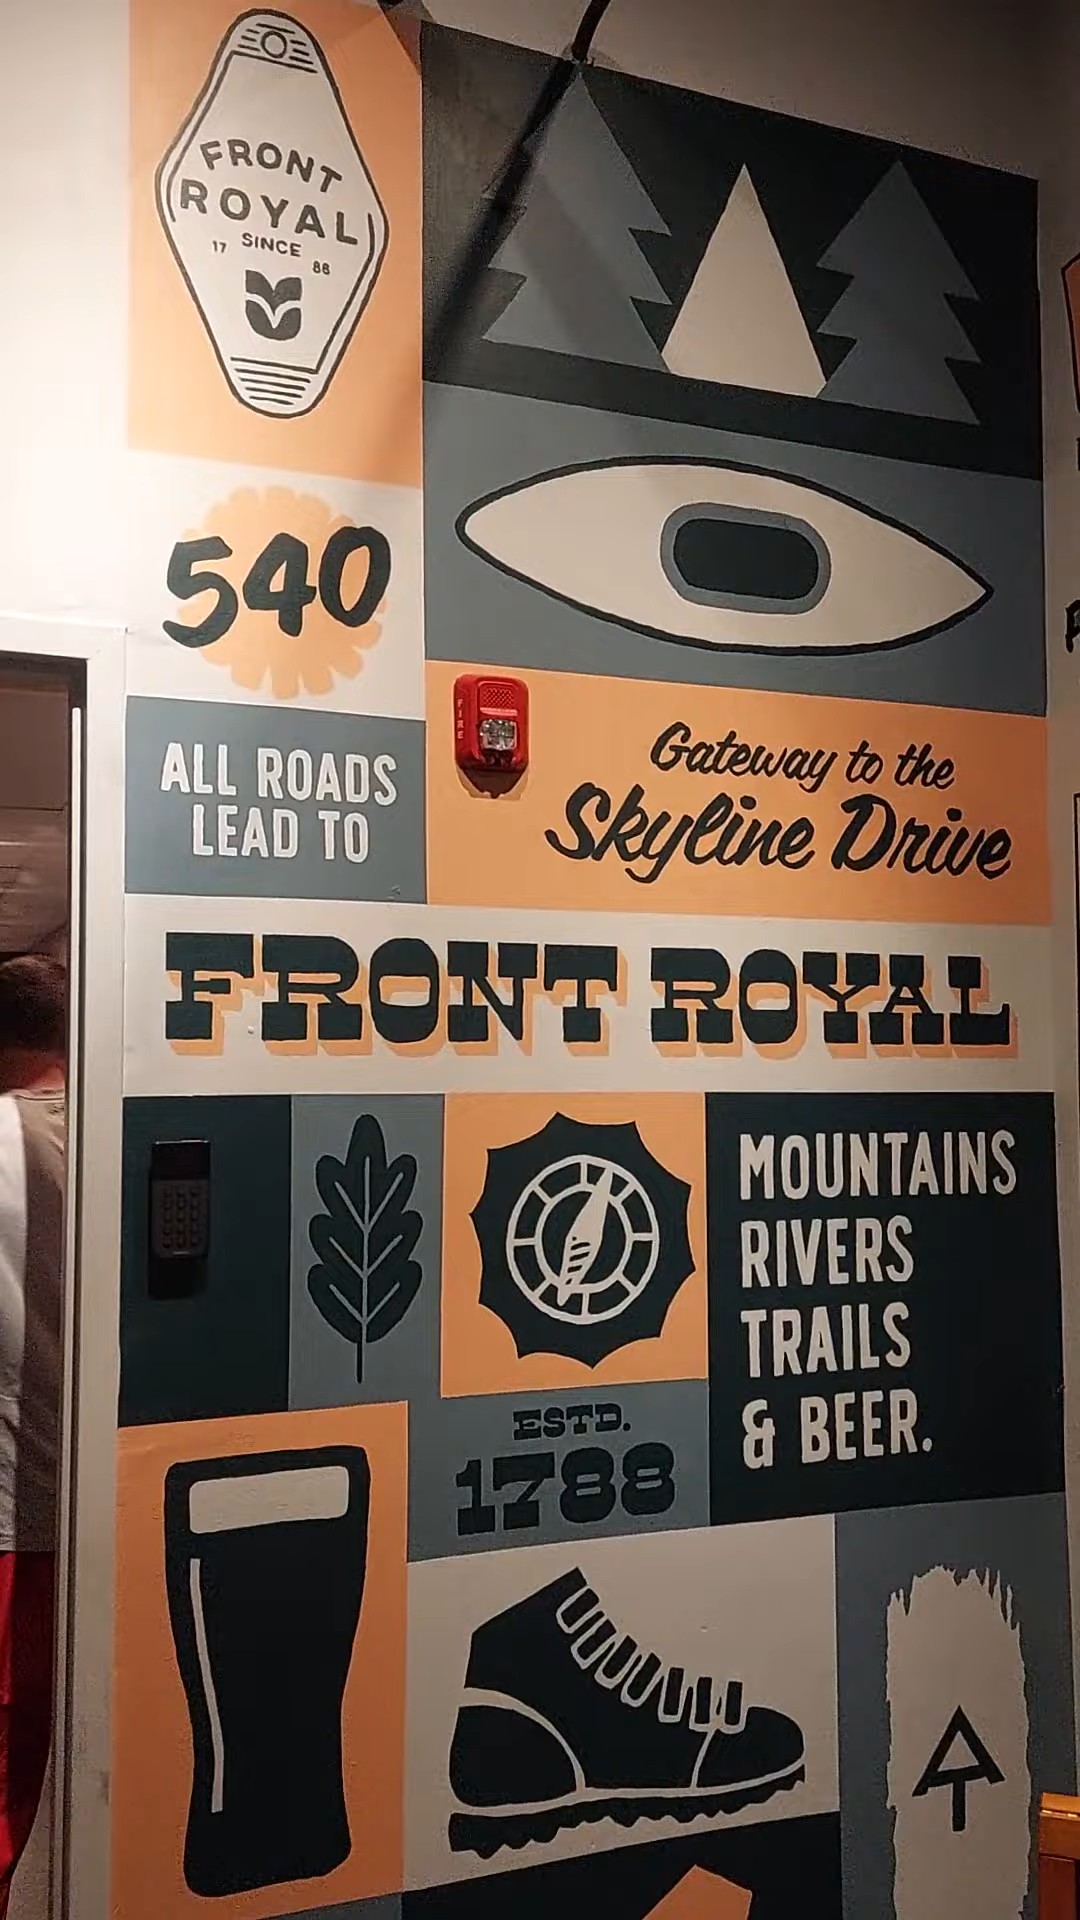 FRONT
ROYAL
SINCE
17 88
540
ALL ROADS
LEAD TO
FIRE
Gateway to the
Skyline Drive
FRONT ROYAL
MOUNTAINS
RIVERS
TRAILS
& BEER.
ESTD.
1788